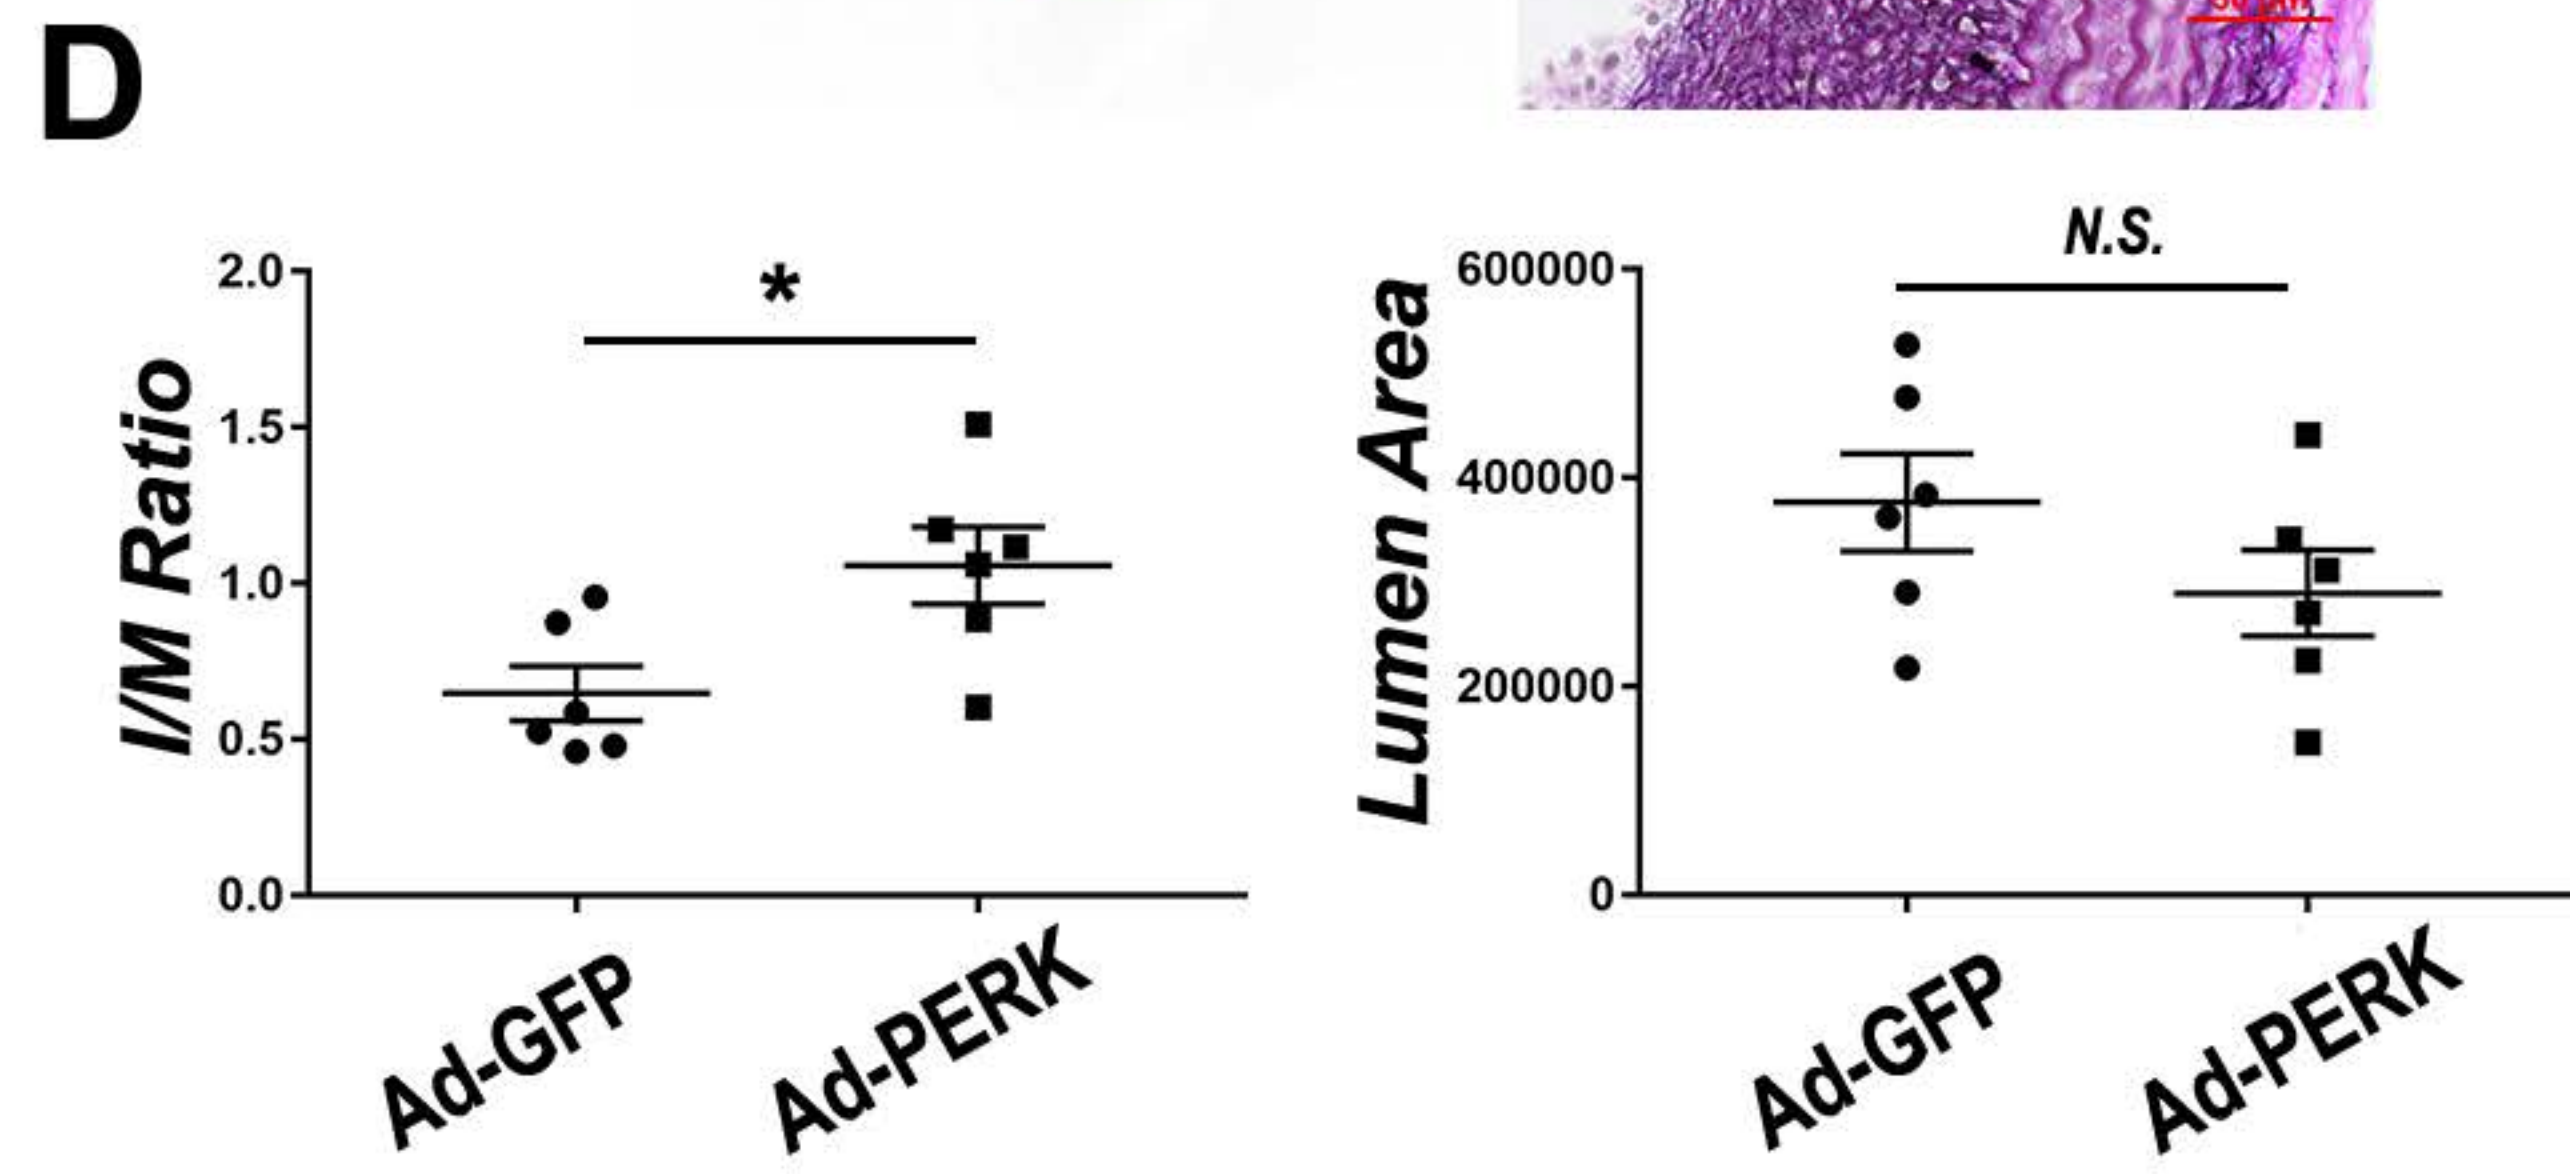 D
I/M Ratio
2.0
1.5
1.0
0.5
0.0
*
Ad-GFP
Ad-PERK
Lumen Area
600000
400000
200000
0
N.S.
Ad-GFP
Ad-PERK